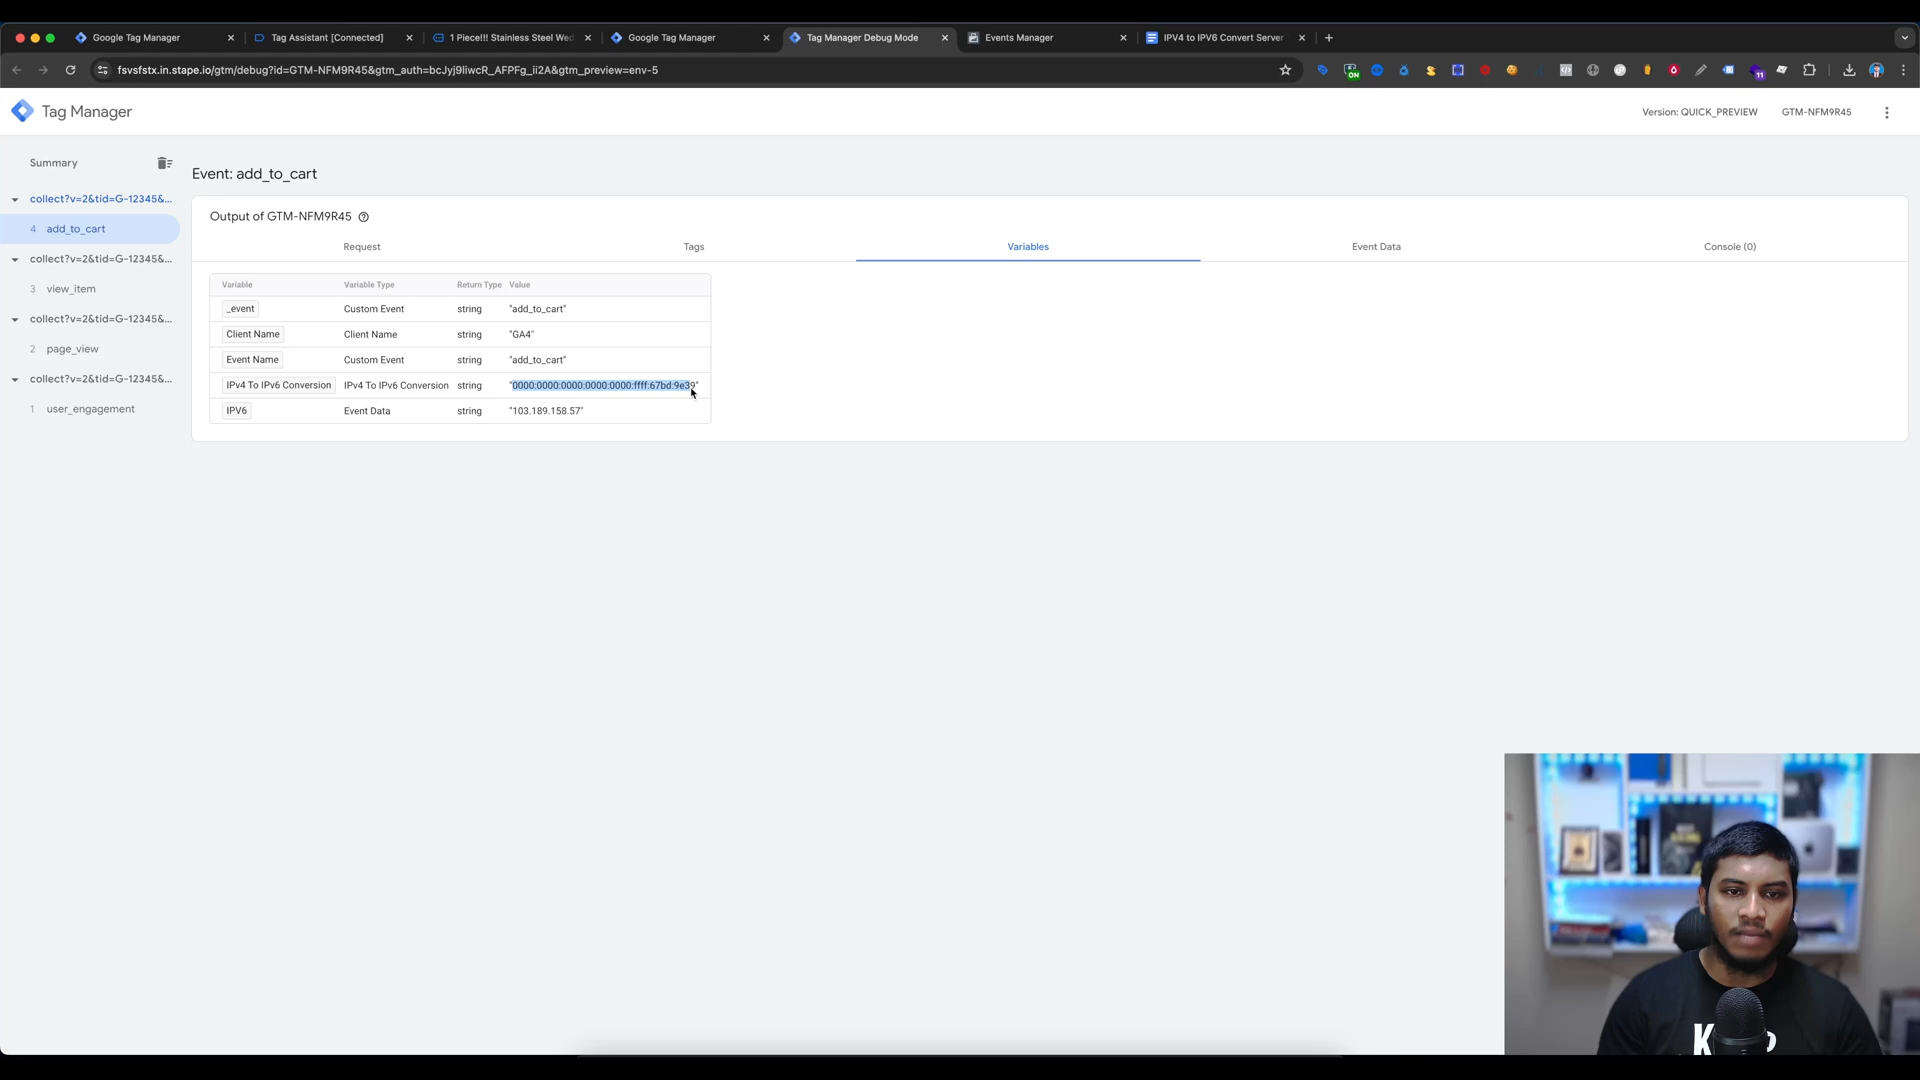 Google Tag Manager
Tag Assistant [Connected]
1 Piece!!! Stainless Steel Wed
Google Tag Manager
Tag Manager Debug Mode
Events Manager
IPV4 to IPV6 Convert Server
fsvsfstx.in.stape.io/gtm/debug?id=GTM-NFM9R45&gtm_auth=bcJyj9liwcR_AFPFg_ii2A&gtm_preview=env-5
ON
11
Tag Manager
Version: QUICK_PREVIEW
GTM-NFM9R45
Summary
collect?v=2&tid=G-12345&...
4 add_to_cart
collect?v=2&tid=G-12345&...
3 view_item
collect?v=2&tid=G-12345&...
2 page_view
collect?v=2&tid=G-12345&...
1 user_engagement
Event: add_to_cart
Output of GTM-NFM9R45
Request Tags Variables Event Data Console (0)
Variable Variable Type Return Type Value
_event Custom Event string "add_to_cart"
Client Name Client Name string "GA4"
Event Name Custom Event string "add_to_cart"
IPv4 To IPv6 Conversion IPv4 To IPv6 Conversion string "0000:0000:0000:0000:0000:ffff:67bd:9e39"
IPV6 Event Data string "103.189.158.57"